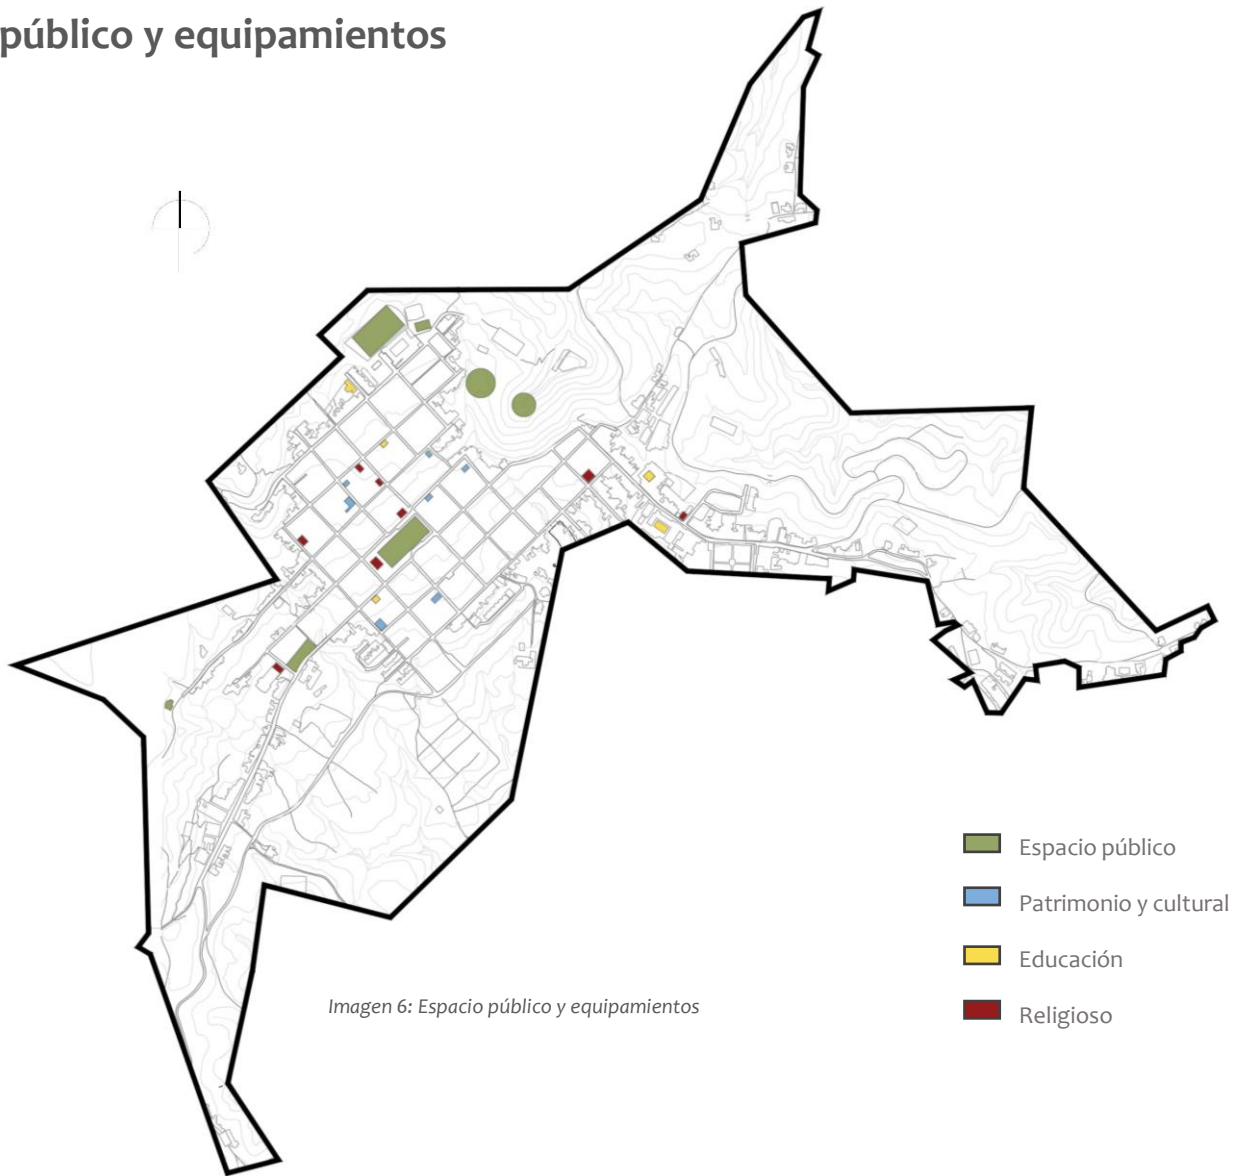 público y equipamientos
Espacio público
Patrimonio y cultural
Educación
Imagen 6: Espacio público y equipamientos
Religioso